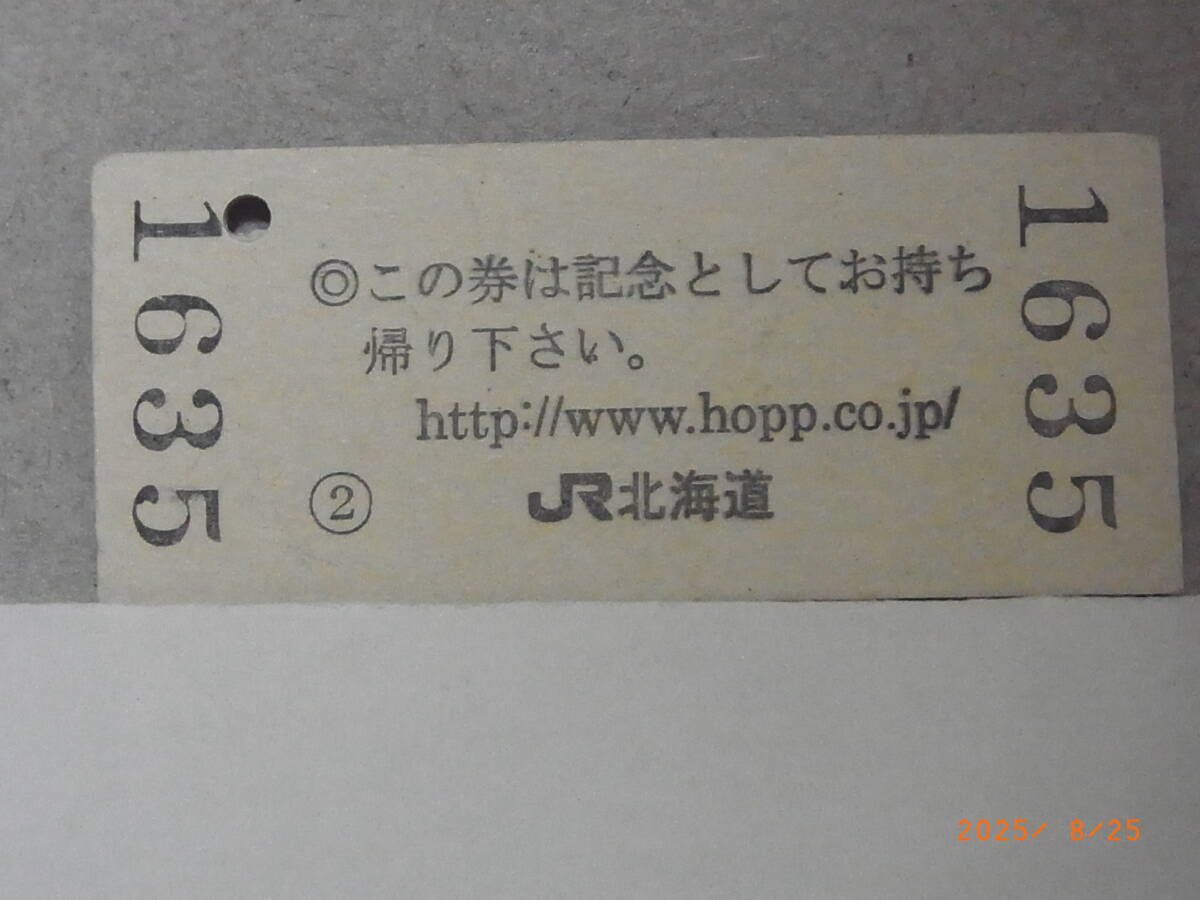 1635
◎この券は記念としてお持ち
帰り下さい。
http://www.hopp.co.jp/
② JR北海道
1635
2025/ 8/25